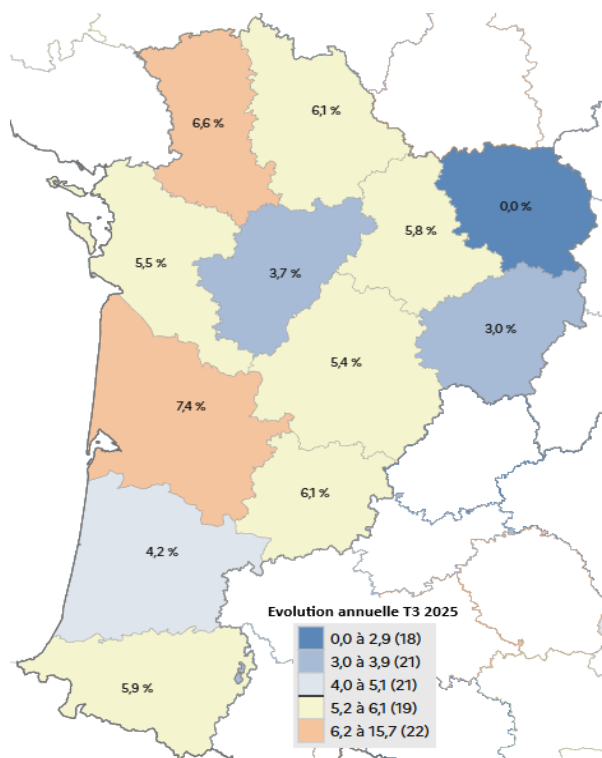 6,1 %
6,6 %
0,0 %
5,8 %
5,5 %
3,7 %
3,0 %
5,4 %
7,4 %
6,1 %
4,2 %
5,9 %
Evolution annuelle T3 2025
0,0 à 2,9 (18)
3,0 à 3,9 (21)
4,0 à 5,1 (21)
5,2 à 6,1 (19)
6,2 à 15,7 (22)